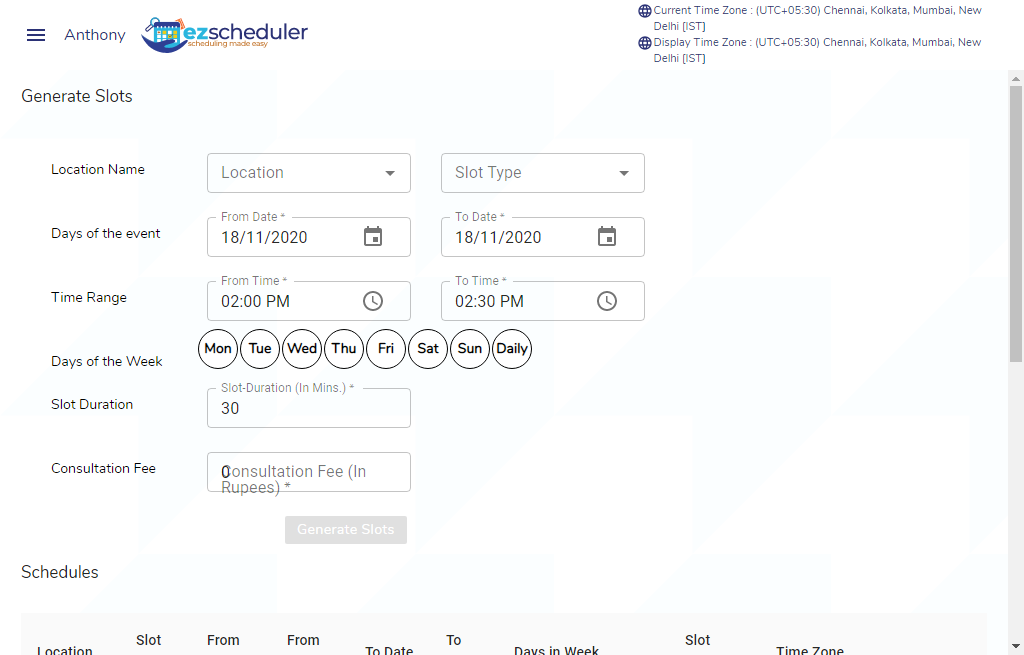 Anthony
ezscheduler
scheduling made easy
Current Time Zone : (UTC+05:30) Chennai, Kolkata, Mumbai, New
Delhi [IST]
Display Time Zone : (UTC+05:30) Chennai, Kolkata, Mumbai, New
Delhi [IST]
Generate Slots
Location Name
Location
Slot Type
Days of the event
From Date *
18/11/2020
To Date *
18/11/2020
Time Range
From Time *
02:00 PM
To Time *
02:30 PM
Days of the Week
Mon Tue Wed Thu Fri Sat Sun Daily
Slot Duration
Slot-Duration (In Mins.) *
30
Consultation Fee
0
Consultation Fee (In
Rupees) *
Generate Slots
Schedules
Location
Slot
From
From
To Date
To
Days in Week
Slot
Time Zone